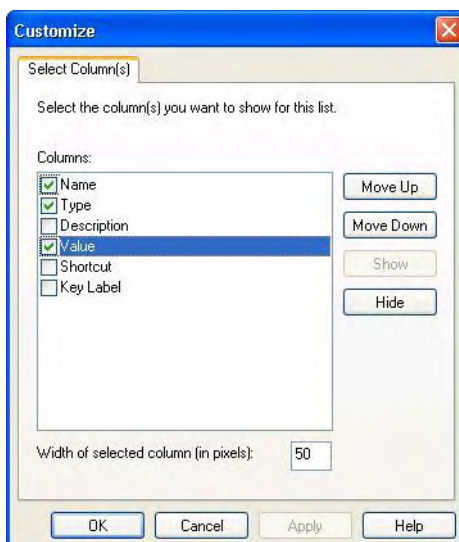 Customize
Select Column(s)
Select the column(s) you want to show for this list.
Columns:
Name
Type
Description
Value
Shortcut
Key Label
Move Up
Move Down
Show
Hide
Width of selected column (in pixels): 50
OK Cancel Apply Help